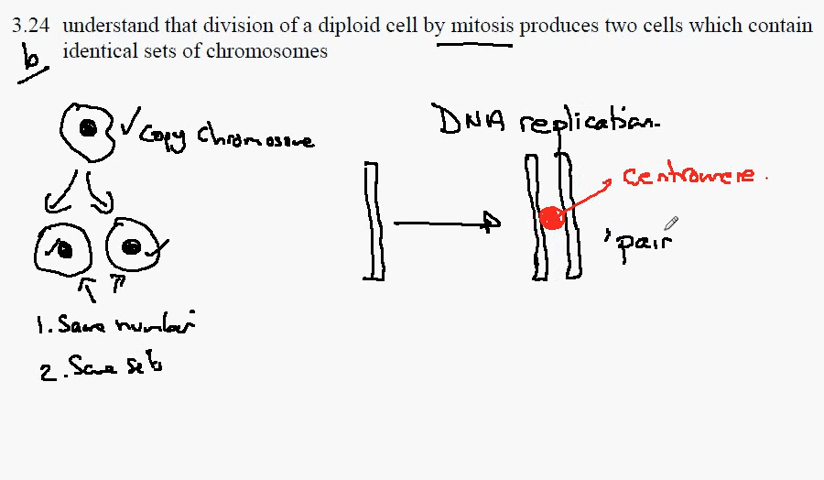 3.24 understand that division of a diploid cell by mitosis produces two cells which contain
b identical sets of chromosomes
Copy chromosome
DNA replication.
centromere.
'pair
1. Same number
2. Same sets